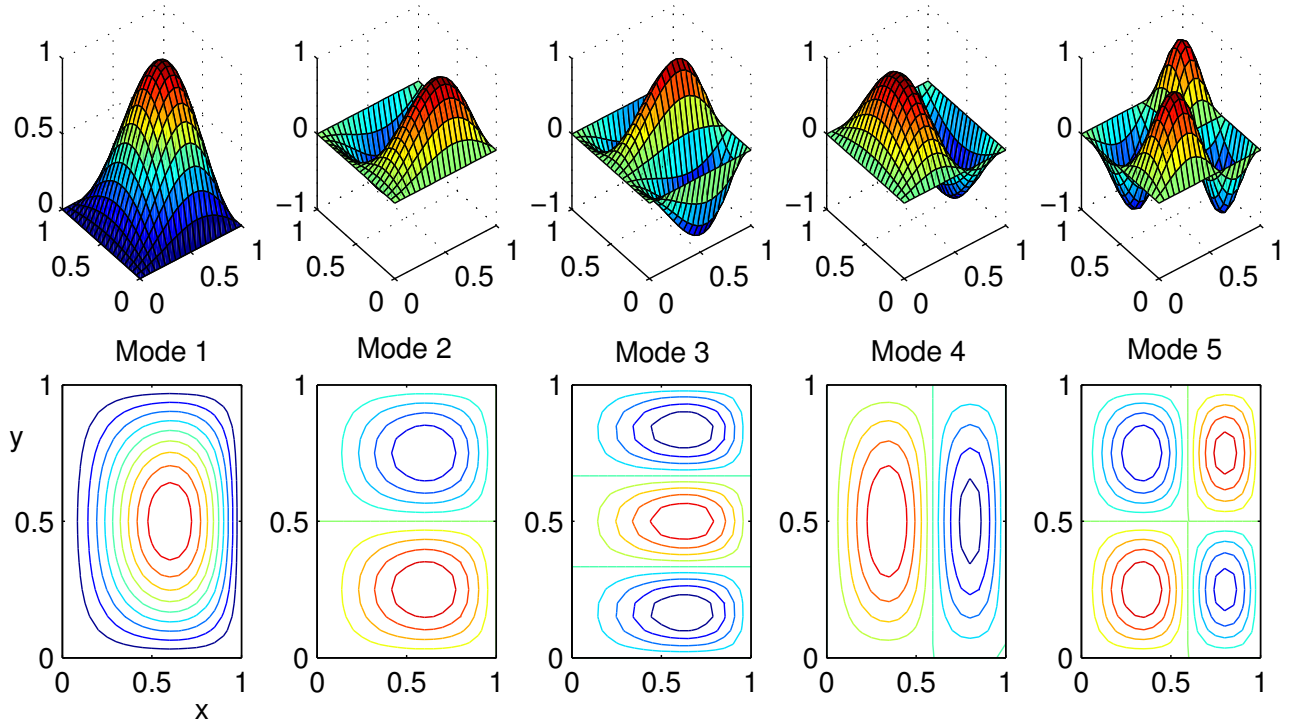 1 1 1 1 1
0.5 0 0 0 0
0 −1 −1 −1 −1
1 1 1 1 1 1 1 1 1 1
0.5 0.5 0.5 0.5 0.5 0.5 0.5 0.5 0.5 0.5
0 0 0 0 0 0 0 0 0 0
Mode 1 Mode 2 Mode 3 Mode 4 Mode 5
1 1 1 1 1
y
0.5 0.5 0.5 0.5 0.5
0 0 0 0 0
0 0.5 1 0 0.5 1 0 0.5 1 0 0.5 1 0 0.5 1
x